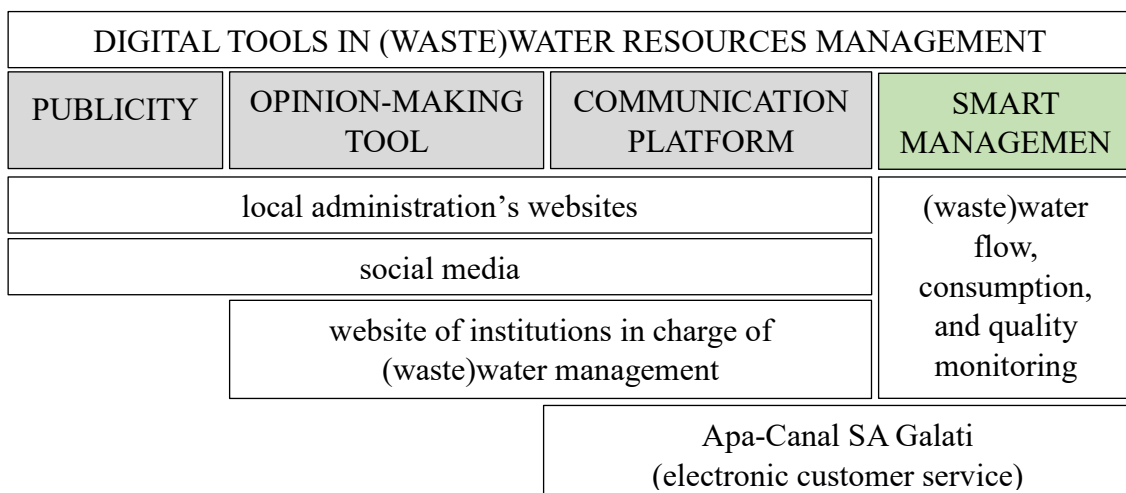 DIGITAL TOOLS IN (WASTE)WATER RESOURCES MANAGEMENT
PUBLICITY
OPINION-MAKING
TOOL
COMMUNICATION
PLATFORM
SMART
MANAGEMEN
local administration’s websites
social media
website of institutions in charge of
(waste)water management
(waste)water
flow,
consumption,
and quality
monitoring
Apa-Canal SA Galati
(electronic customer service)